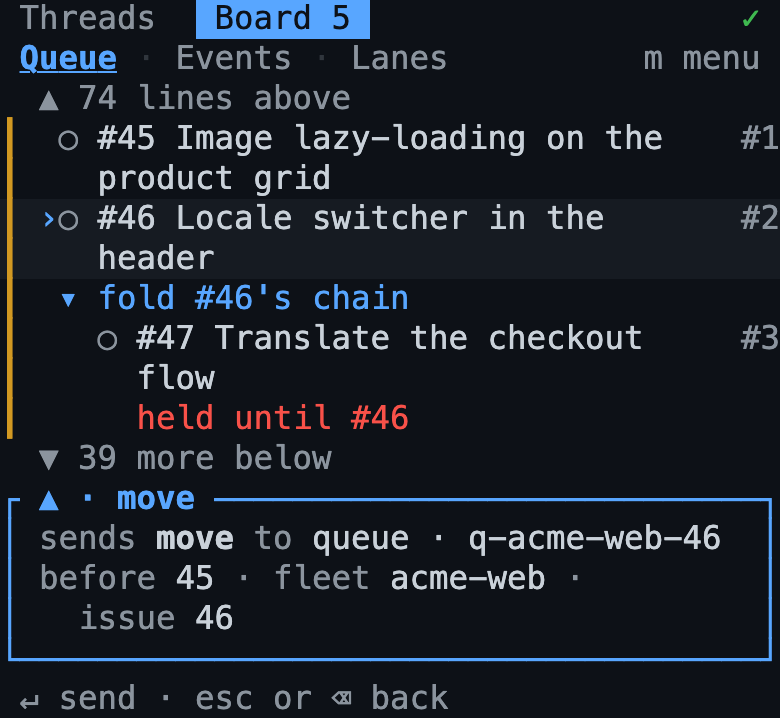 Threads Board 5 ✓
Queue · Events · Lanes m menu
▲ 74 lines above
○ #45 Image lazy-loading on the #1
product grid
›○ #46 Locale switcher in the #2
header
▾ fold #46's chain
○ #47 Translate the checkout #3
flow
held until #46
▼ 39 more below
▲ · move
sends move to queue · q-acme-web-46
before 45 · fleet acme-web ·
issue 46
↵ send · esc or ⌫ back